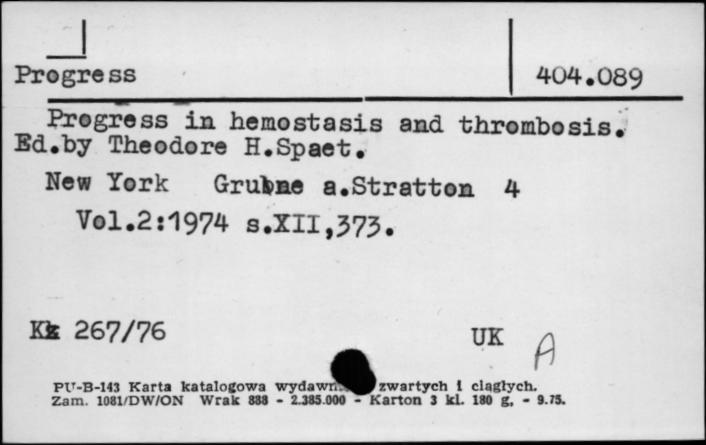 Progress 404.089
Progress in hemostasis and thrombosis.
Ed.by Theodore H.Spaet.
New York Grubne a.Stratton 4
Vol.2:1974 s.XII,373.
Kk 267/76 UK A
PU-B-143 Karta katalogowa zwartych i ciągłych.
Zam. 1081/DW/ON Wrak 888 - 2.385.000 - Karton 3 kl. 180 g, - 9.75.